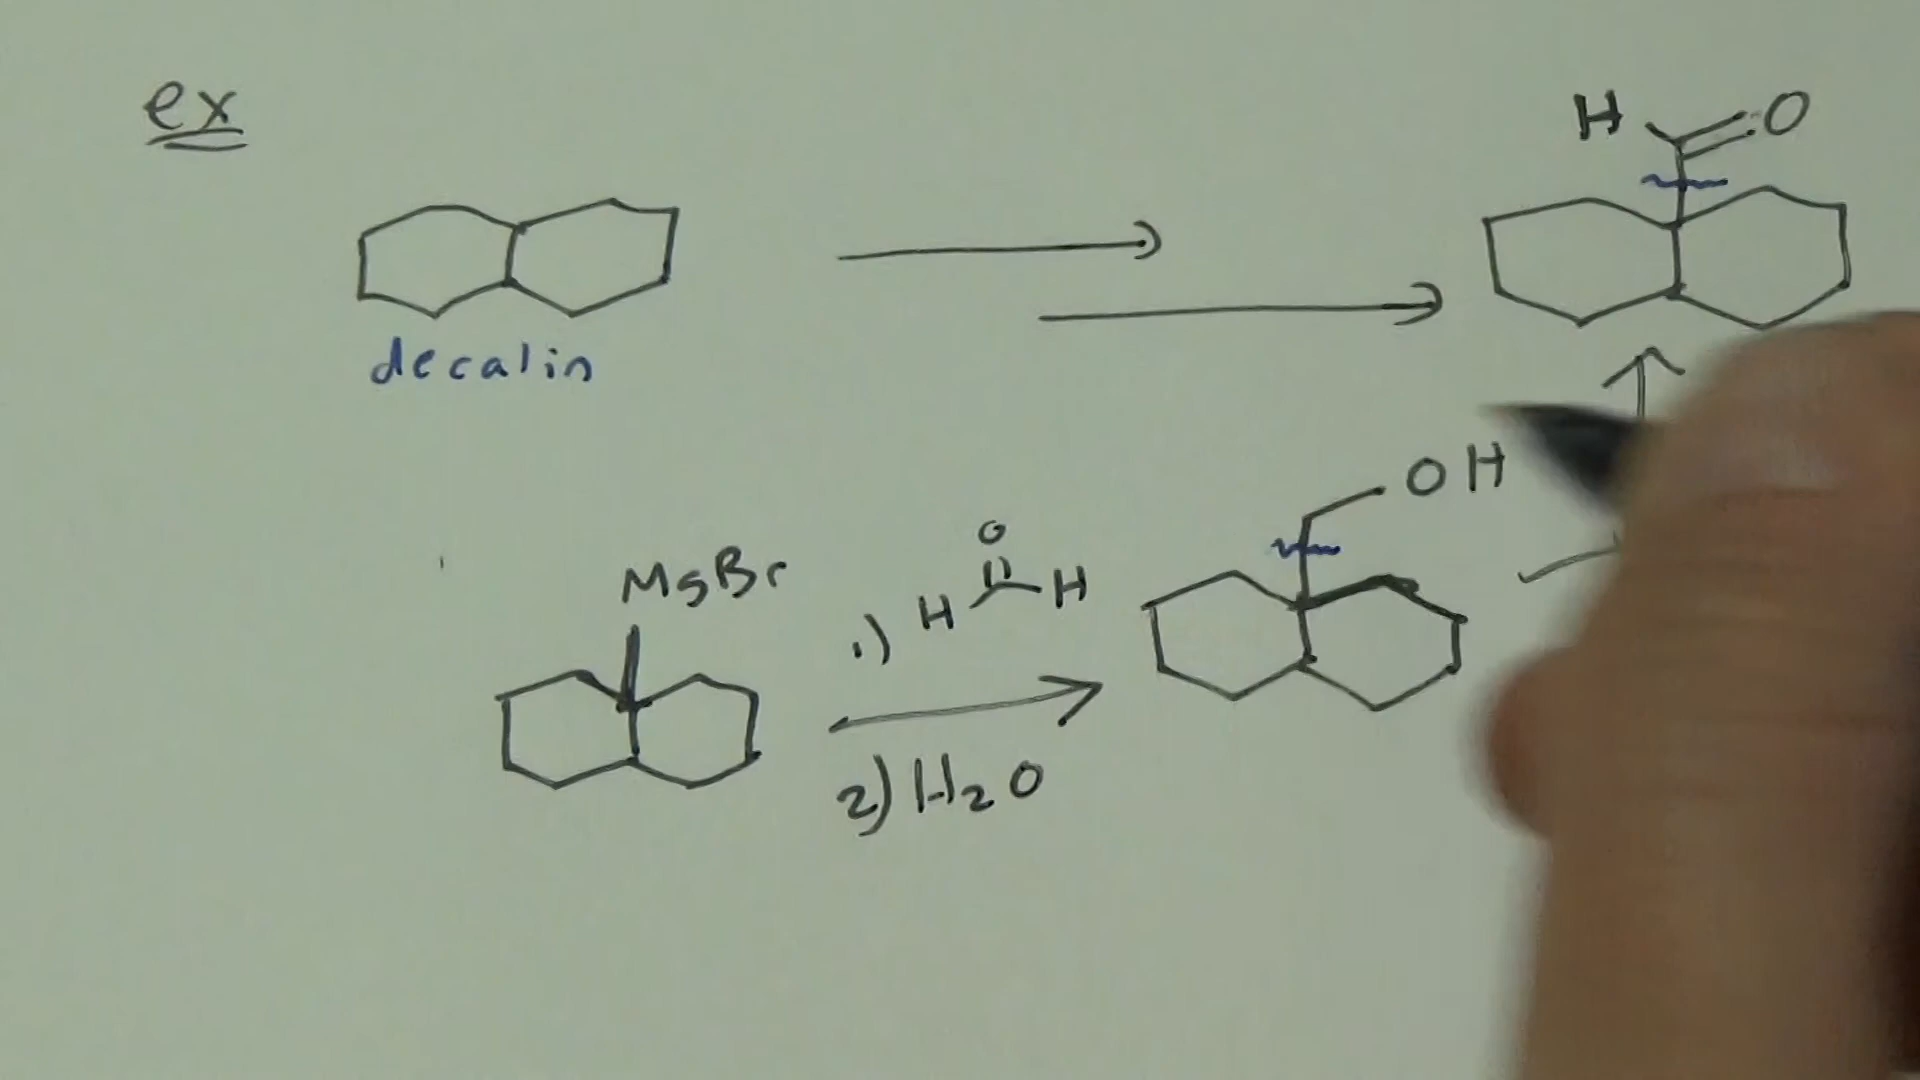 ex
H O
decalin
OH
MgBr
O
1.) H H
2) H2O